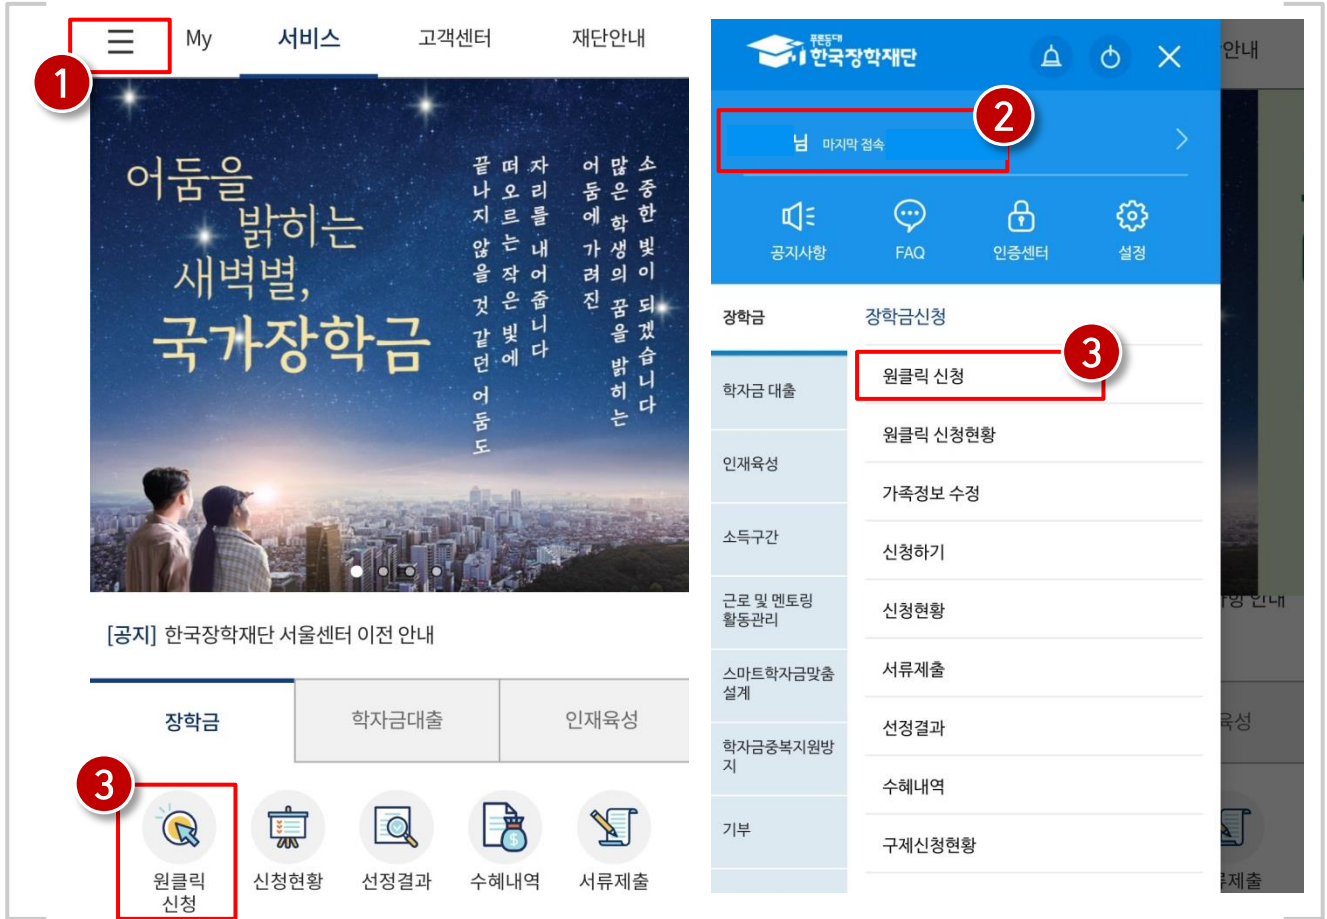 My
서비스
고객센터
재단안내
1
어둠을
밝히는
새벽별,
국가장학금
소중한 빛이 되겠습니다
많은 학생의 꿈을 밝히는
어둠에 가려진
자리를 내어줍니다
떠오르는 작은 빛에
끝나지 않을 것 같던 어둠도
[공지] 한국장학재단 서울센터 이전 안내
장학금
학자금대출
인재육성
3
원클릭
신청
신청현황
선정결과
수혜내역
서류제출
푸른등대
한국장학재단
2
님 마지막 접속
공지사항
FAQ
인증센터
설정
장학금
학자금 대출
인재육성
소득구간
근로 및 멘토링
활동관리
스마트학자금맞춤
설계
학자금중복지원방
지
기부
장학금신청
3
원클릭 신청
원클릭 신청현황
가족정보 수정
신청하기
신청현황
서류제출
선정결과
수혜내역
구제신청현황
안내
안내
육성
제출